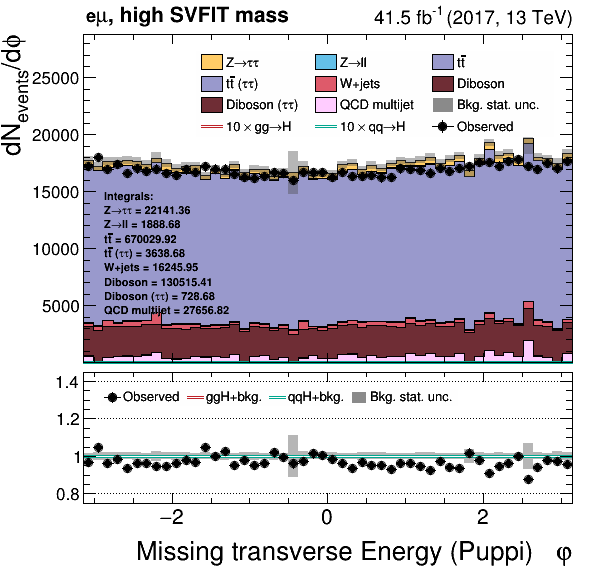 eμ, high SVFIT mass 41.5 fb⁻¹ (2017, 13 TeV)
dN_events/dϕ
Z→ττ Z→ll tt̄
tt̄ (ττ) W+jets Diboson
Diboson (ττ) QCD multijet Bkg. stat. unc.
10 × gg→H 10 × qq→H Observed
25000
20000
15000
10000
5000
Integrals:
Z→ττ = 22141.36
Z→ll = 1888.68
tt̄ = 670029.92
tt̄ (ττ) = 3638.68
W+jets = 16245.95
Diboson = 130515.41
Diboson (ττ) = 728.68
QCD multijet = 27656.82
Observed ggH+bkg. qqH+bkg. Bkg. stat. unc.
1.4
1.2
1
0.8
−2 0 2
Missing transverse Energy (Puppi) φ